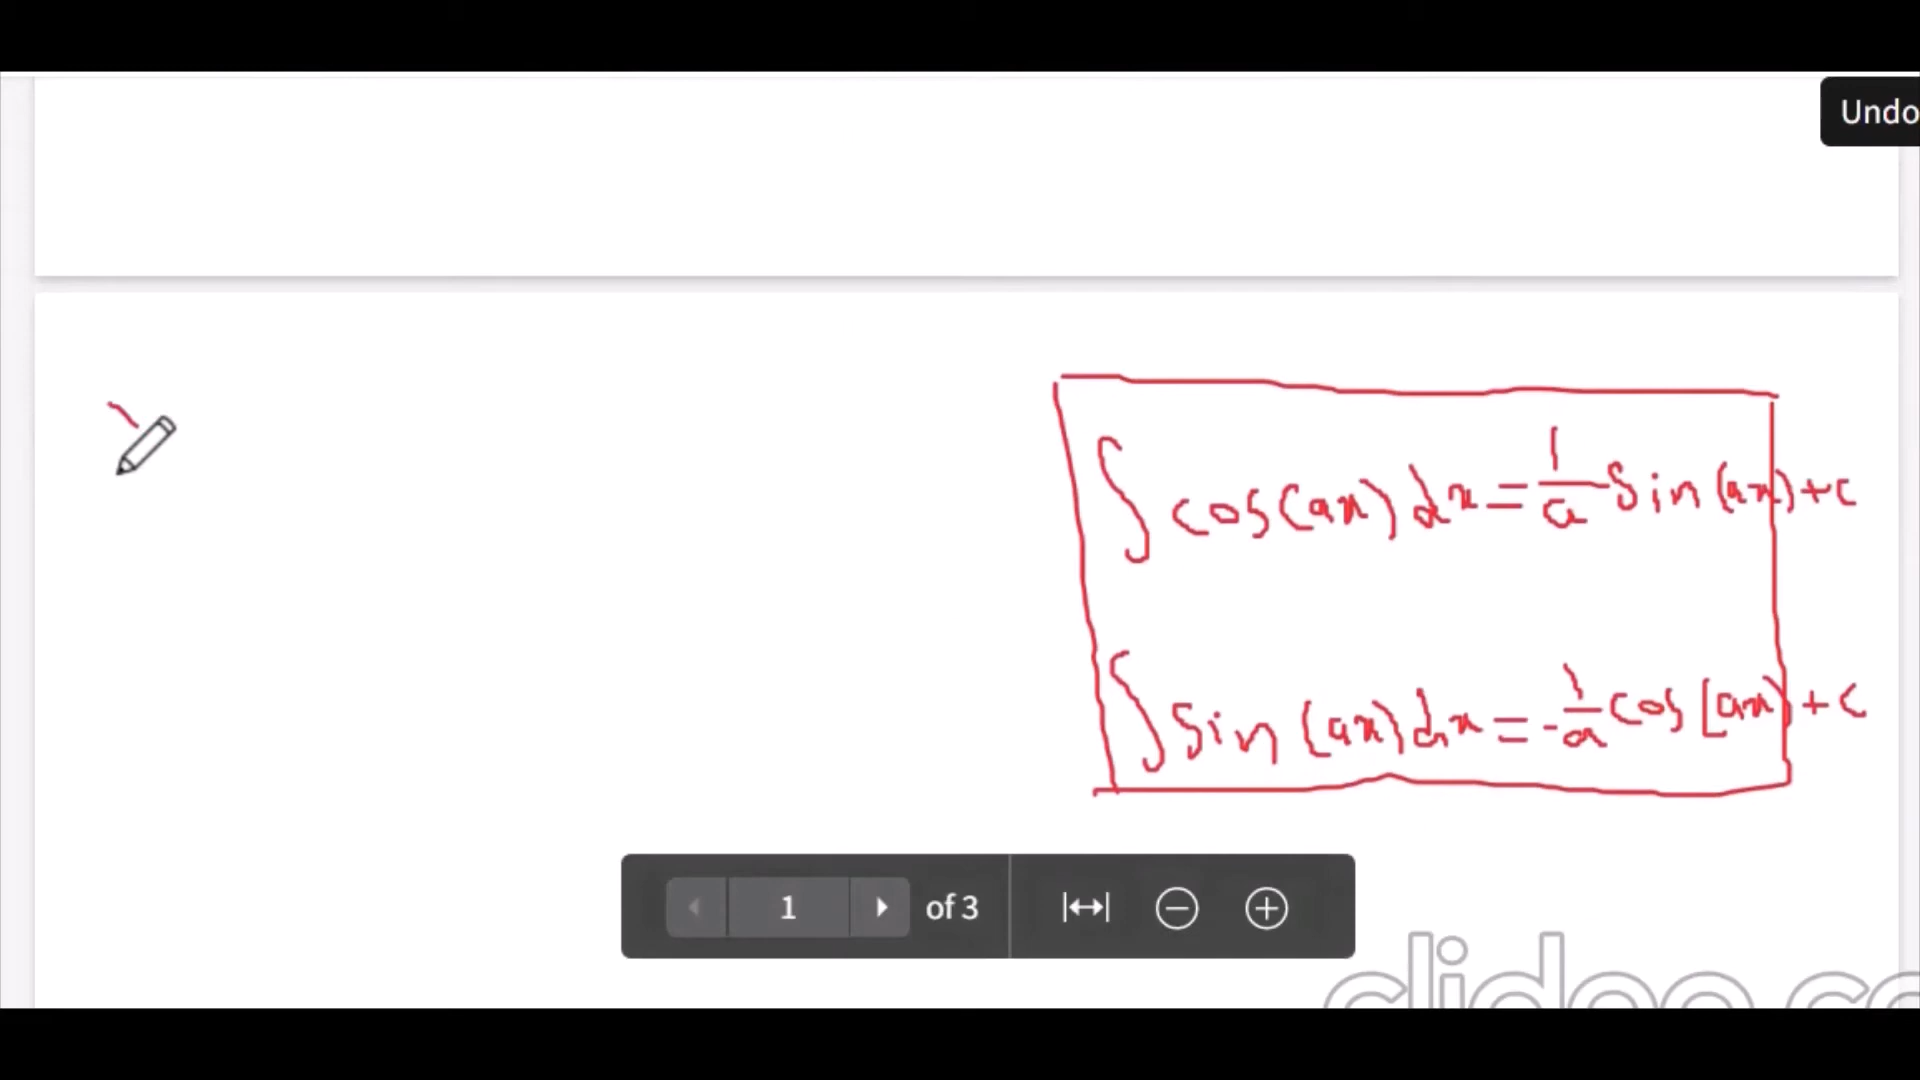 Undo
∫ cos(ax) dx = 1/a Sin(ax) + c
∫ Sin (ax) dx = - 1/a cos [ax) + c
1 of 3